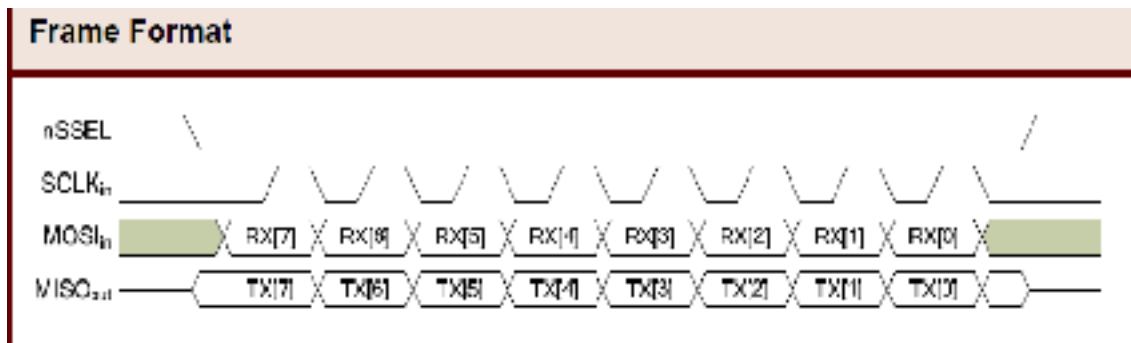 Frame Format
nSSEL
SCLKin
MOSIin RX[7] RX[6] RX[5] RX[4] RX[3] RX[2] RX[1] RX[0]
MISOout TX[7] TX[6] TX[5] TX[4] TX[3] TX[2] TX[1] TX[0]